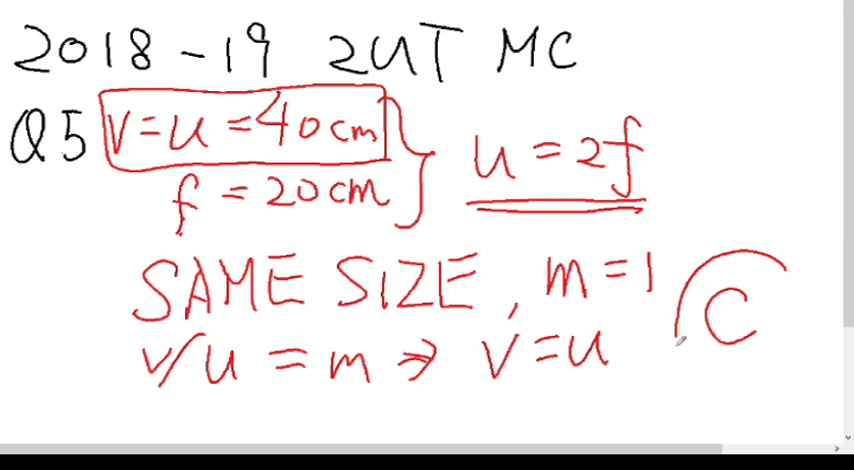 2018-19 2UT MC
Q5 v=u=40cm
f=20cm
u=2f
SAME SIZE, m=1
v/u=m⇒v=u
C